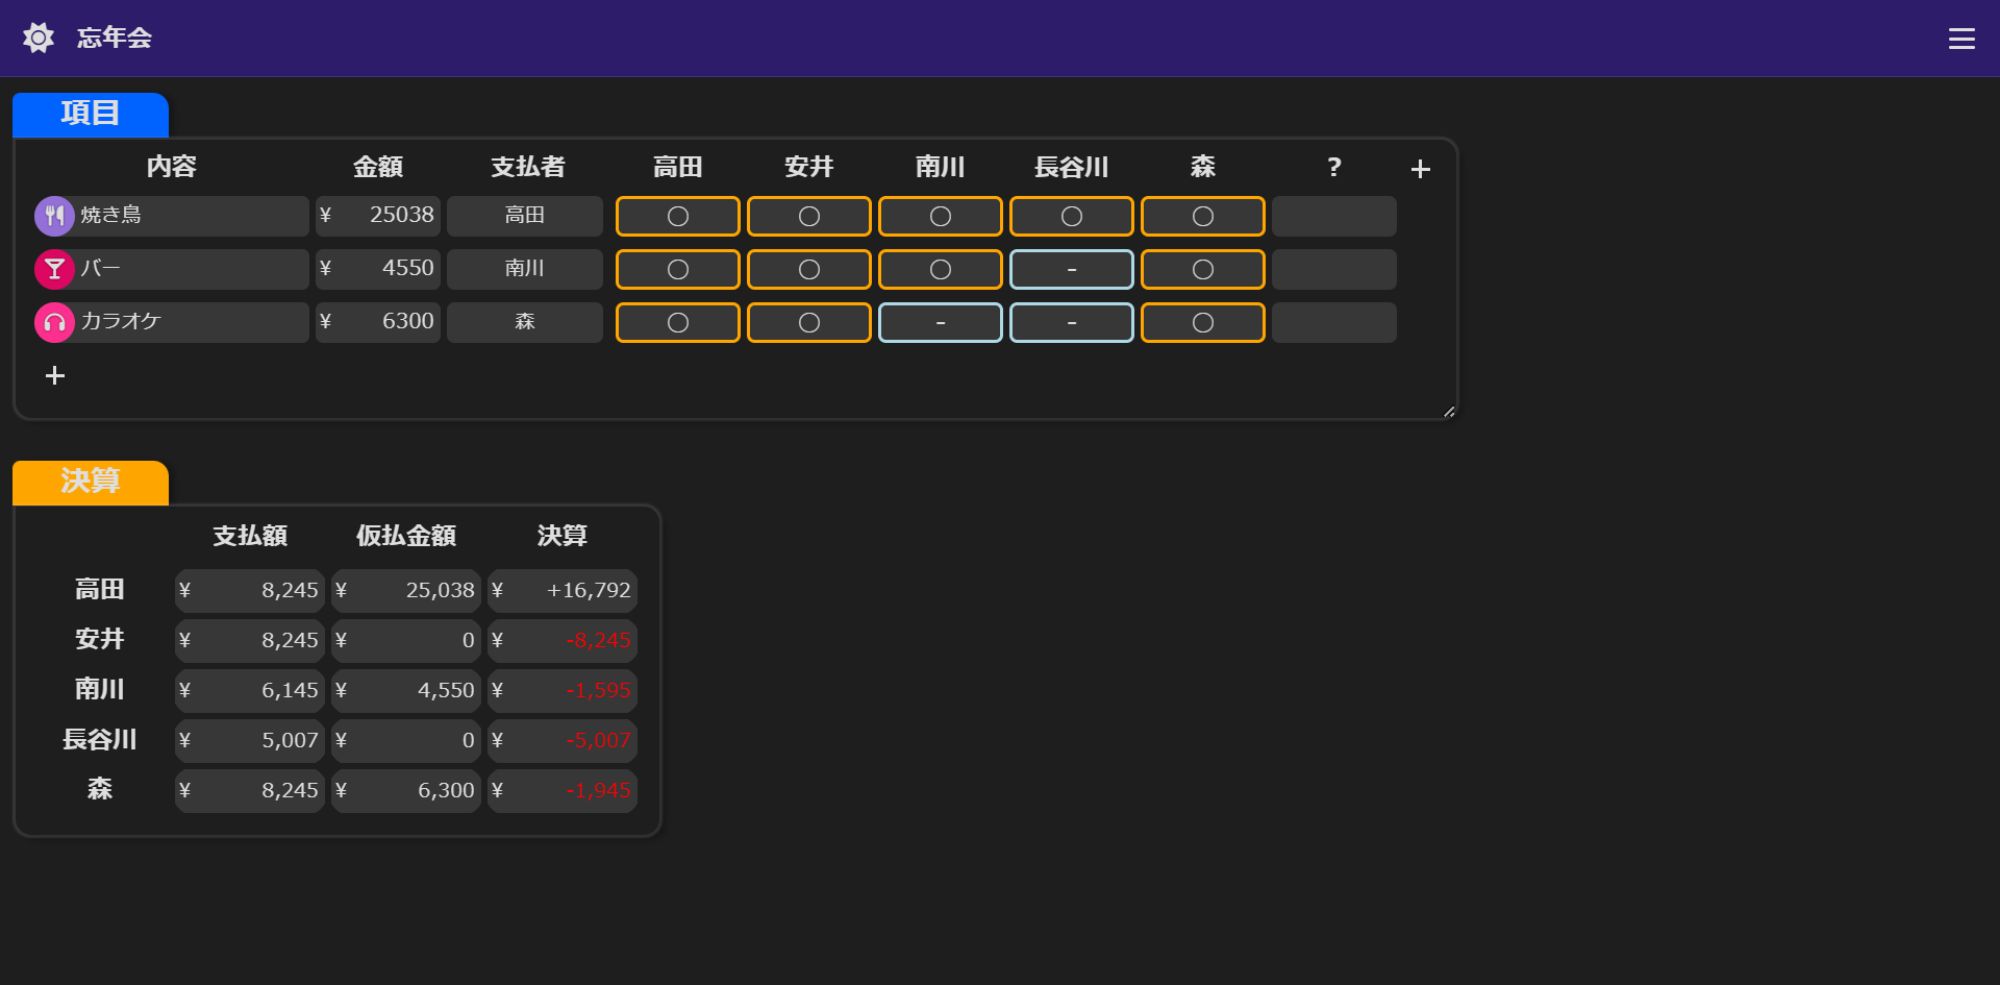 忘年会
項目
内容 金額 支払者 高田 安井 南川 長谷川 森 ? +
焼き鳥 ¥ 25038 高田 〇 〇 〇 〇 〇
バー ¥ 4550 南川 〇 〇 〇 - 〇
カラオケ ¥ 6300 森 〇 〇 - - 〇
+
決算
支払額 仮払金額 決算
高田 ¥ 8,245 ¥ 25,038 ¥ +16,792
安井 ¥ 8,245 ¥ 0 ¥ -8,245
南川 ¥ 6,145 ¥ 4,550 ¥ -1,595
長谷川 ¥ 5,007 ¥ 0 ¥ -5,007
森 ¥ 8,245 ¥ 6,300 ¥ -1,945